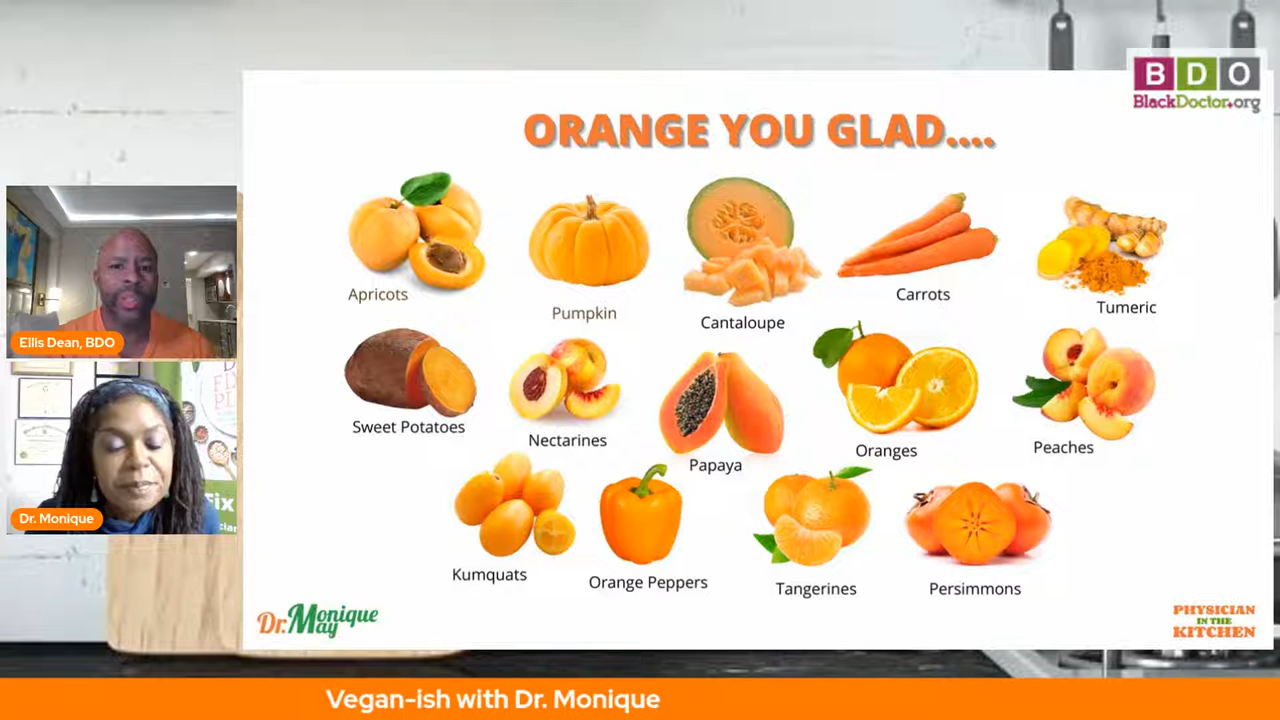 B D O
BlackDoctor.org
ORANGE YOU GLAD....
Apricots
Pumpkin
Cantaloupe
Carrots
Tumeric
Sweet Potatoes
Nectarines
Papaya
Oranges
Peaches
Kumquats
Orange Peppers
Tangerines
Persimmons
Ellis Dean, BDO
Dr. Monique
Dr. Monique May
PHYSICIAN
IN THE
KITCHEN
Vegan-ish with Dr. Monique